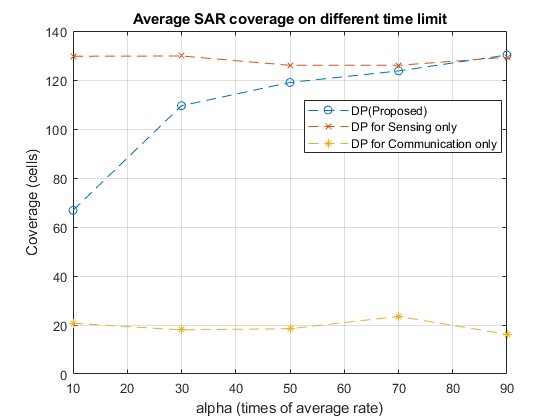 Average SAR coverage on different time limit
140
120
100
80
60
40
20
0
Coverage (cells)
DP(Proposed)
DP for Sensing only
DP for Communication only
10 20 30 40 50 60 70 80 90
alpha (times of average rate)